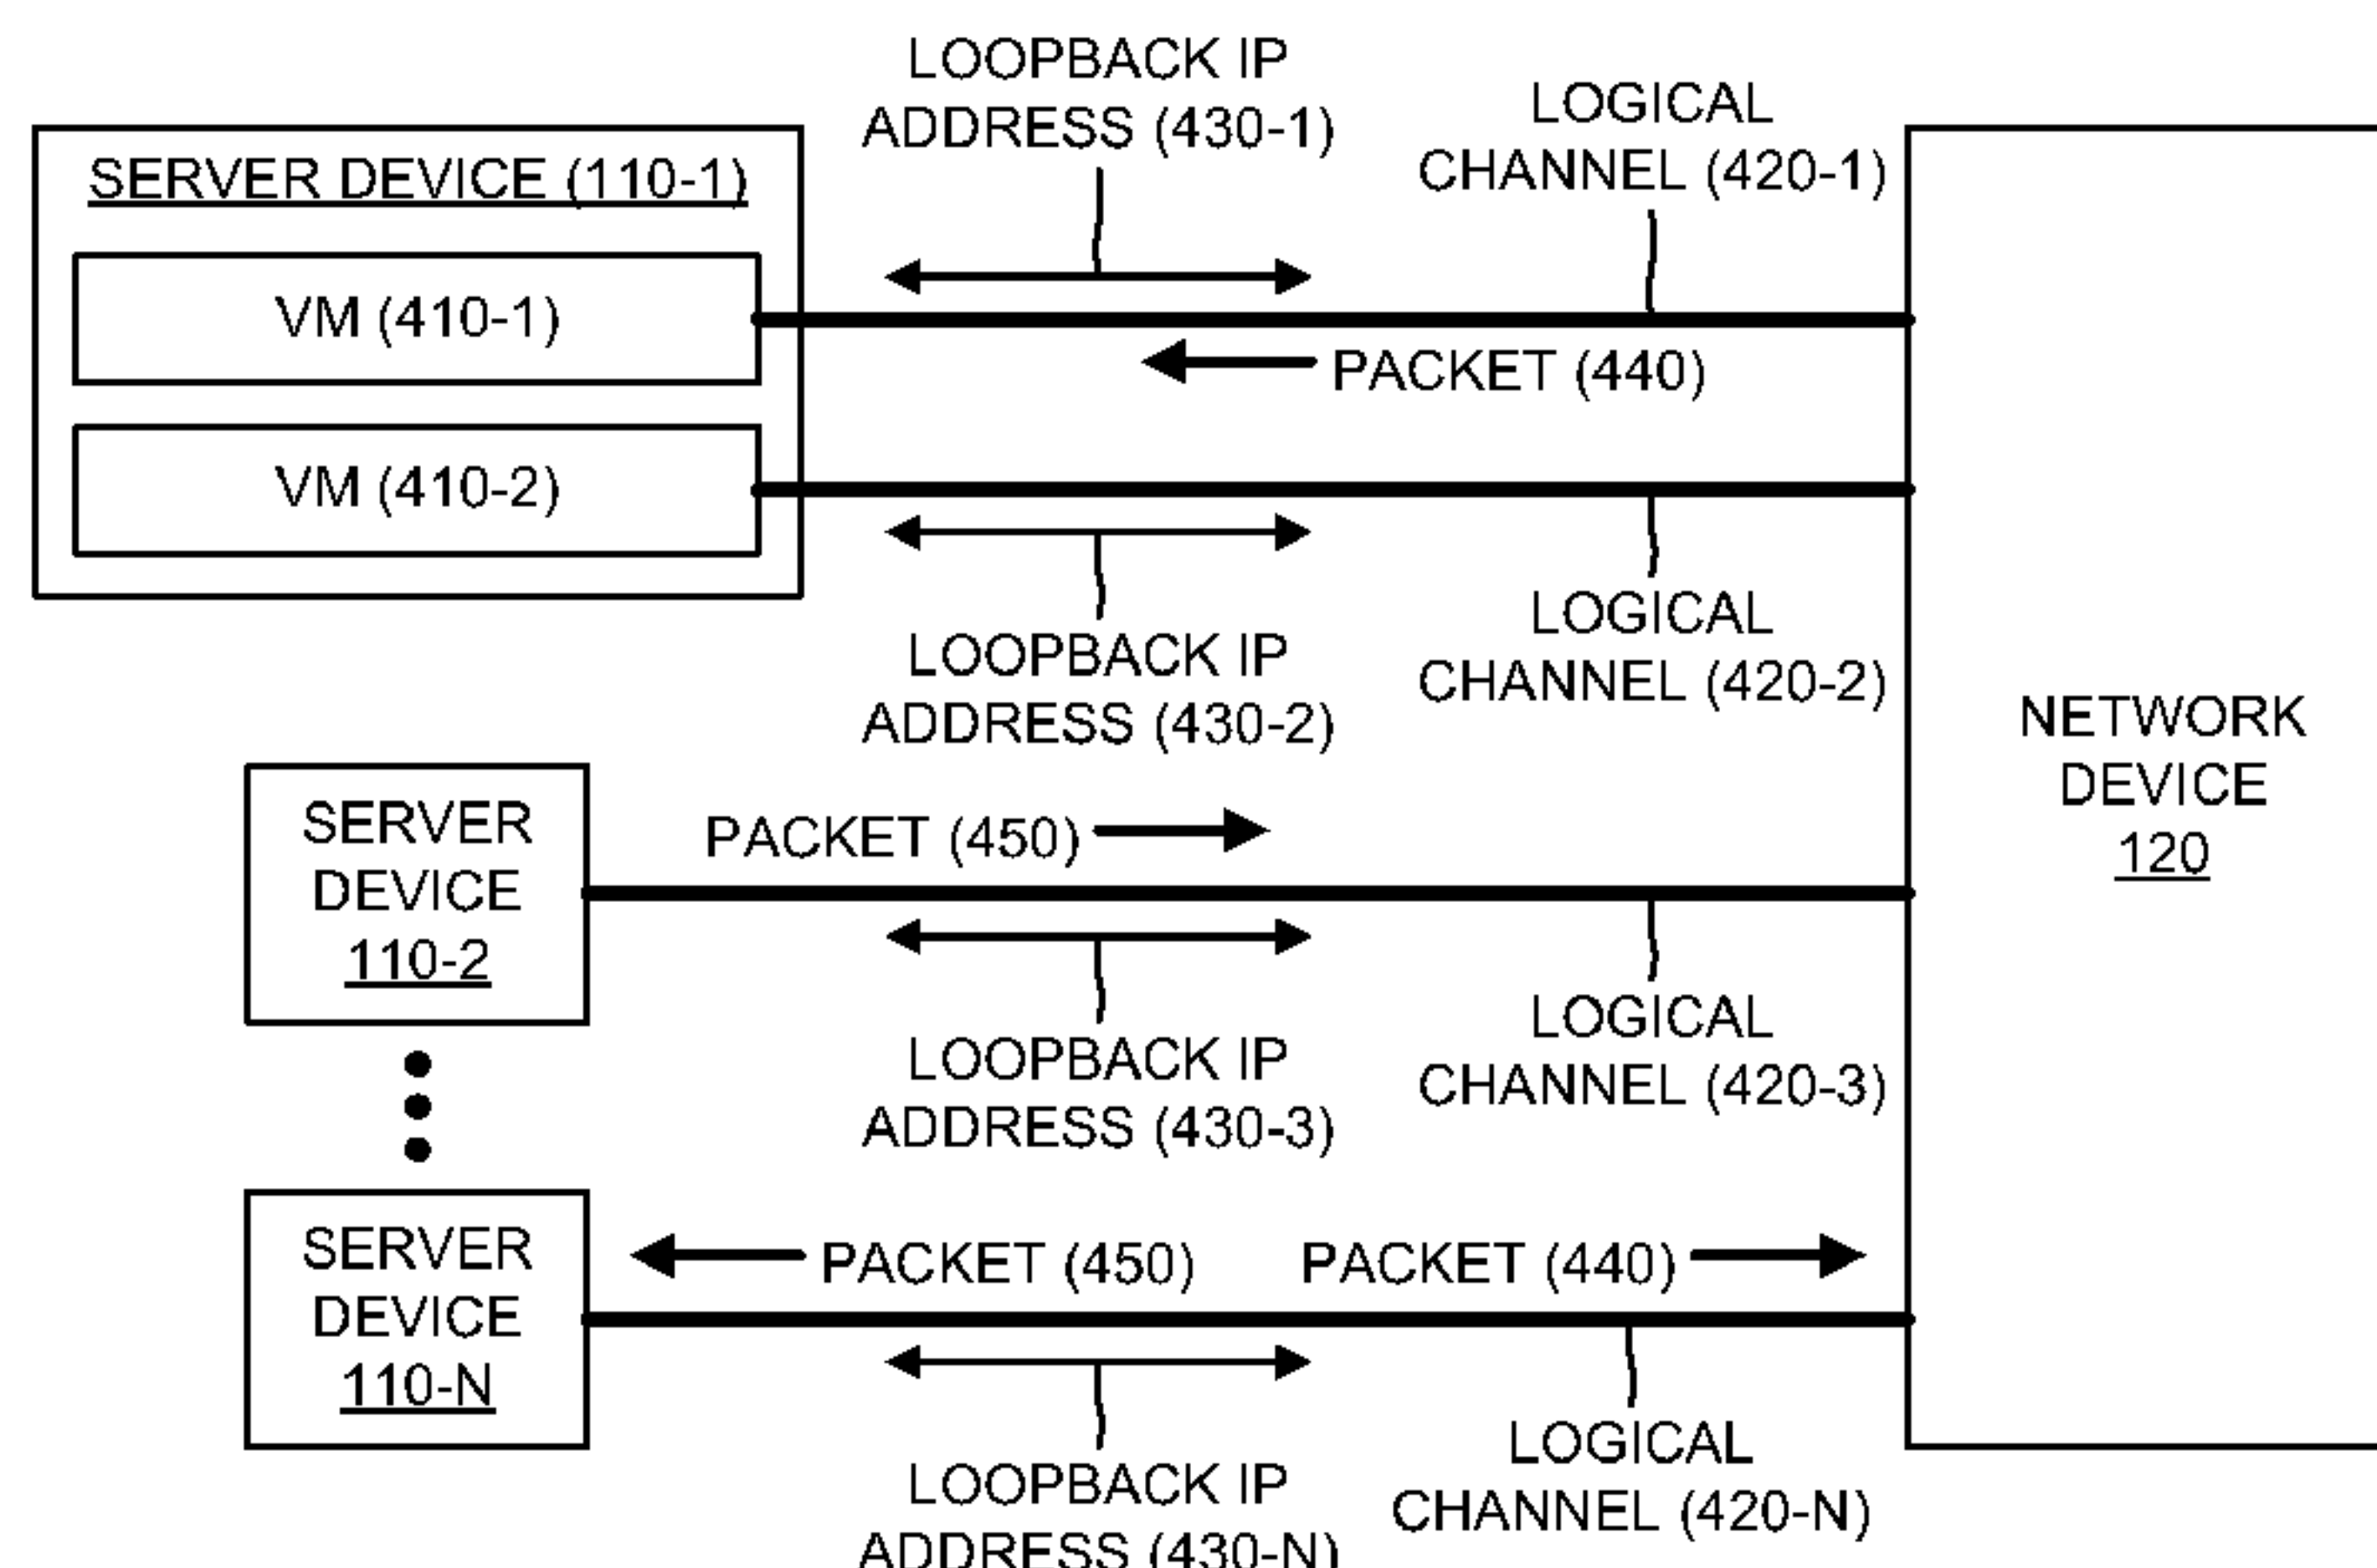 LOOPBACK IP
ADDRESS (430-1)
LOGICAL
CHANNEL (420-1)
SERVER DEVICE (110-1)
VM (410-1)
PACKET (440)
VM (410-2)
LOOPBACK IP
ADDRESS (430-2)
LOGICAL
CHANNEL (420-2)
NETWORK
DEVICE
120
SERVER
DEVICE
110-2
PACKET (450)
LOOPBACK IP
ADDRESS (430-3)
LOGICAL
CHANNEL (420-3)
SERVER
DEVICE
110-N
PACKET (450)
PACKET (440)
LOOPBACK IP
ADDRESS (430-N)
LOGICAL
CHANNEL (420-N)